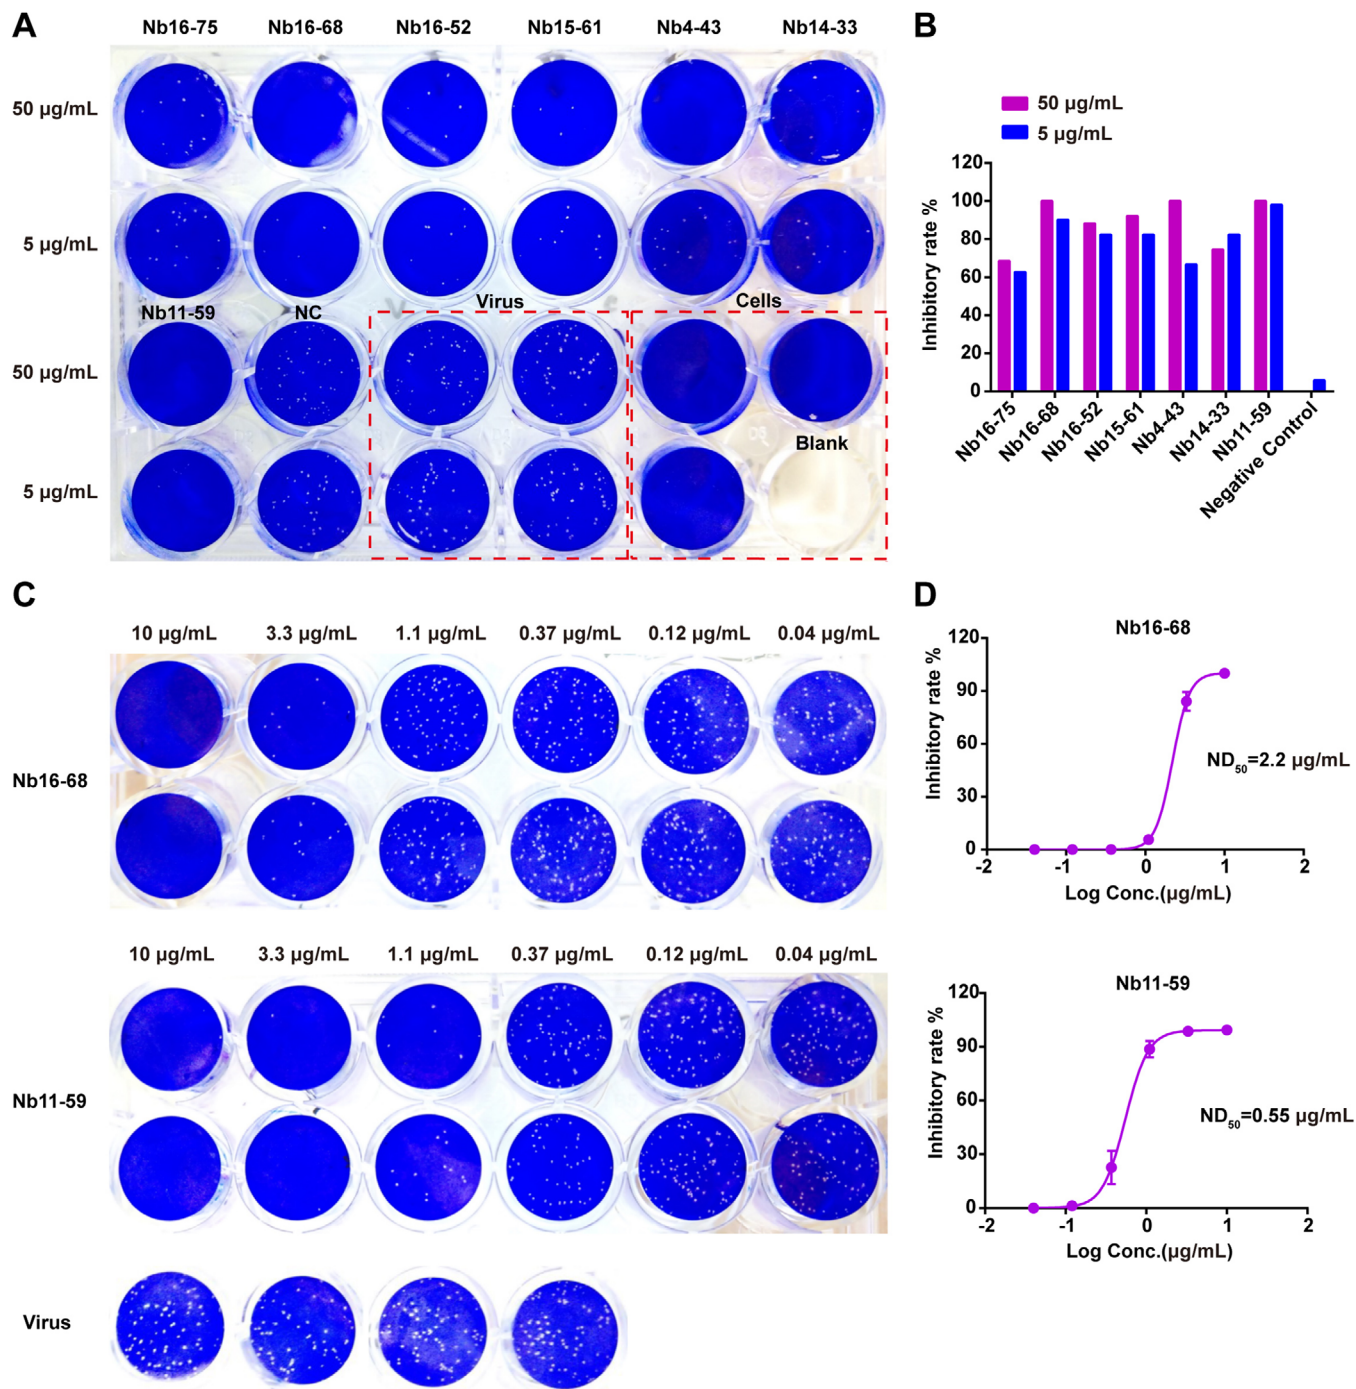 A
Nb16-75 Nb16-68 Nb16-52 Nb15-61 Nb4-43 Nb14-33
50 µg/mL
5 µg/mL
Nb11-59 NC Virus Cells
50 µg/mL
Blank
5 µg/mL
B
50 µg/mL
5 µg/mL
Inhibitory rate %
120
100
80
60
40
20
0
Nb16-75 Nb16-68 Nb16-52 Nb15-61 Nb4-43 Nb14-33 Nb11-59 Negative Control
C
10 µg/mL 3.3 µg/mL 1.1 µg/mL 0.37 µg/mL 0.12 µg/mL 0.04 µg/mL
Nb16-68
10 µg/mL 3.3 µg/mL 1.1 µg/mL 0.37 µg/mL 0.12 µg/mL 0.04 µg/mL
Nb11-59
Virus
D
Nb16-68
Inhibitory rate %
120
90
60
30
0
ND50=2.2 µg/mL
-2 -1 0 1 2
Log Conc.(µg/mL)
Nb11-59
Inhibitory rate %
120
90
60
30
0
ND50=0.55 µg/mL
-2 -1 0 1 2
Log Conc.(µg/mL)